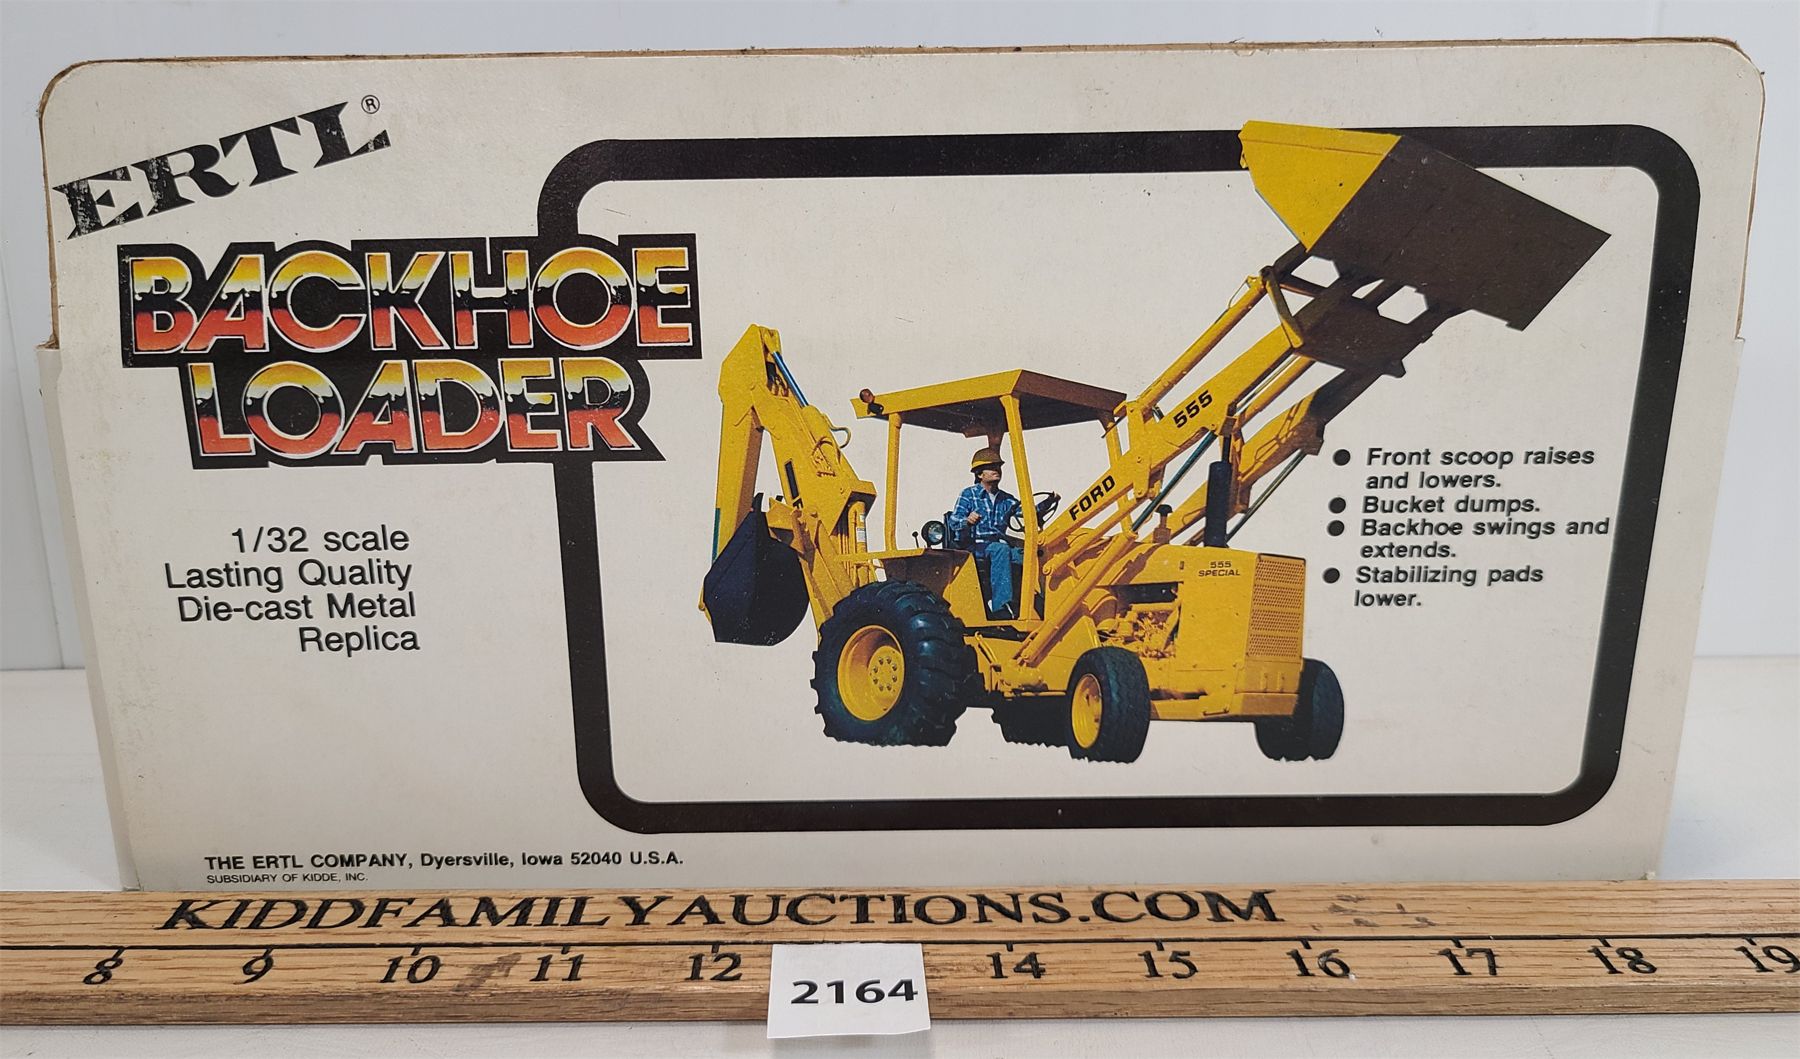 ERTL®
BACKHOE
LOADER
1/32 scale
Lasting Quality
Die-cast Metal
Replica
555
FORD
F
555
SPECIAL
● Front scoop raises
and lowers.
● Bucket dumps.
● Backhoe swings and
extends.
● Stabilizing pads
lower.
THE ERTL COMPANY, Dyersville, Iowa 52040 U.S.A.
SUBSIDIARY OF KIDDE, INC.
KIDDFAMILYAUCTIONS.COM
8 9 10 11 12 14 15 16 17 18 19
2164